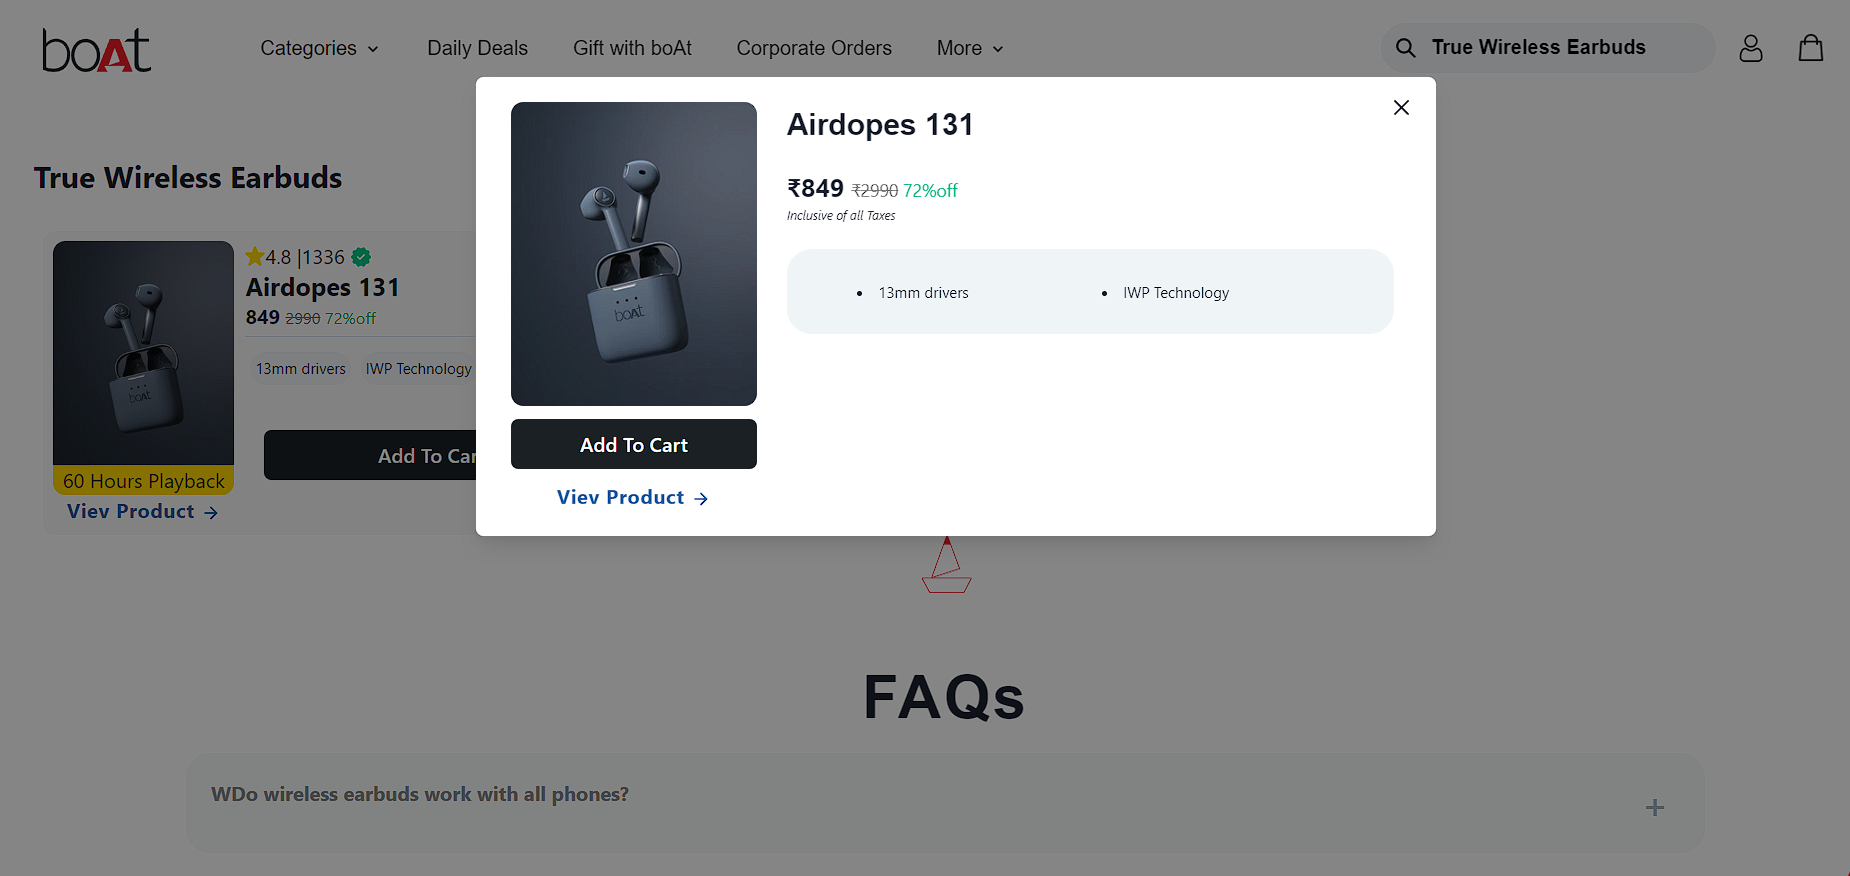 boAt
Categories
Daily Deals
Gift with boAt
Corporate Orders
More
True Wireless Earbuds
True Wireless Earbuds
4.8 |1336
Airdopes 131
849 2990 72%off
13mm drivers
IWP Technology
boAt
60 Hours Playback
Add To Car
Viev Product →
Airdopes 131
₹849 ₹2990 72%off
Inclusive of all Taxes
• 13mm drivers
• IWP Technology
boAt
Add To Cart
Viev Product →
FAQs
WDo wireless earbuds work with all phones?
+